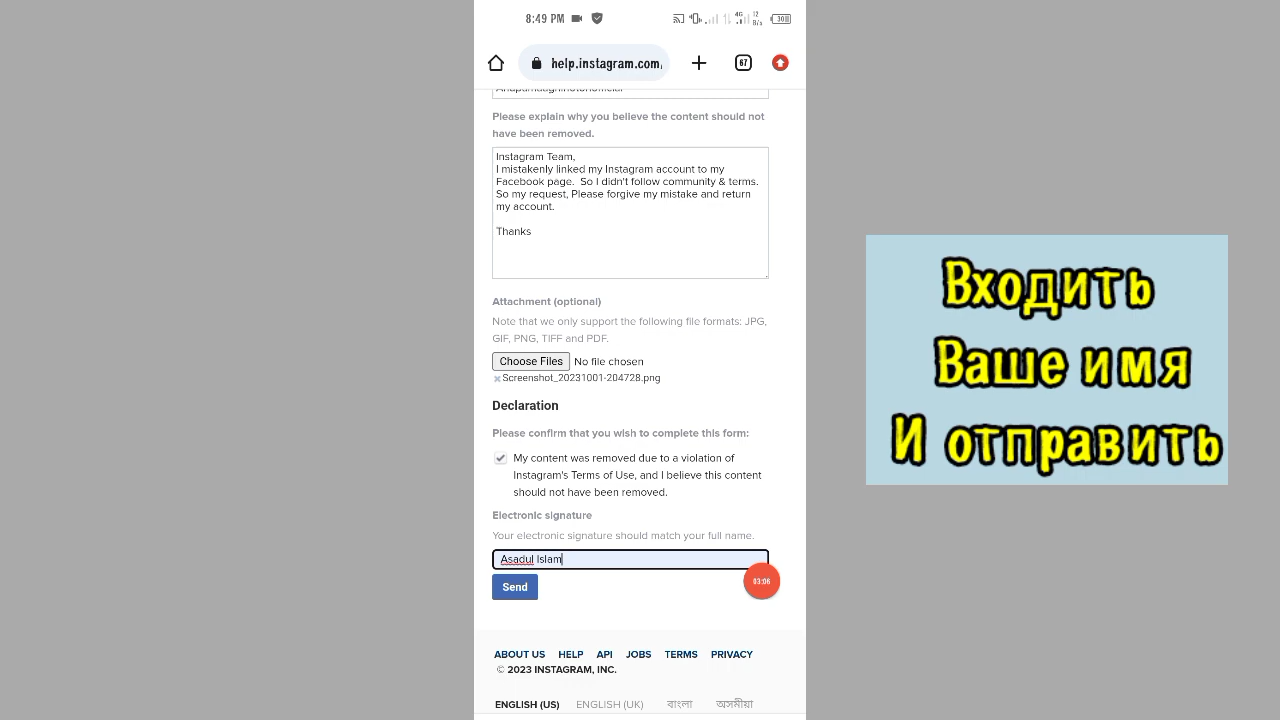 8:49 PM
4G
12 B/s
30
help.instagram.com/
67
Please explain why you believe the content should not
have been removed.
Instagram Team,
I mistakenly linked my Instagram account to my
Facebook page.  So I didn't follow community & terms.
So my request, Please forgive my mistake and return
my account.
Thanks
Attachment (optional)
Note that we only support the following file formats: JPG,
GIF, PNG, TIFF and PDF.
Choose Files No file chosen
Screenshot_20231001-204728.png
Declaration
Please confirm that you wish to complete this form:
My content was removed due to a violation of
Instagram's Terms of Use, and I believe this content
should not have been removed.
Electronic signature
Your electronic signature should match your full name.
Asadul Islam
Send
03:06
ABOUT US HELP API JOBS TERMS PRIVACY
© 2023 INSTAGRAM, INC.
ENGLISH (US) ENGLISH (UK) বাংলা অসমীয়া
Входить
Ваше имя
И отправить